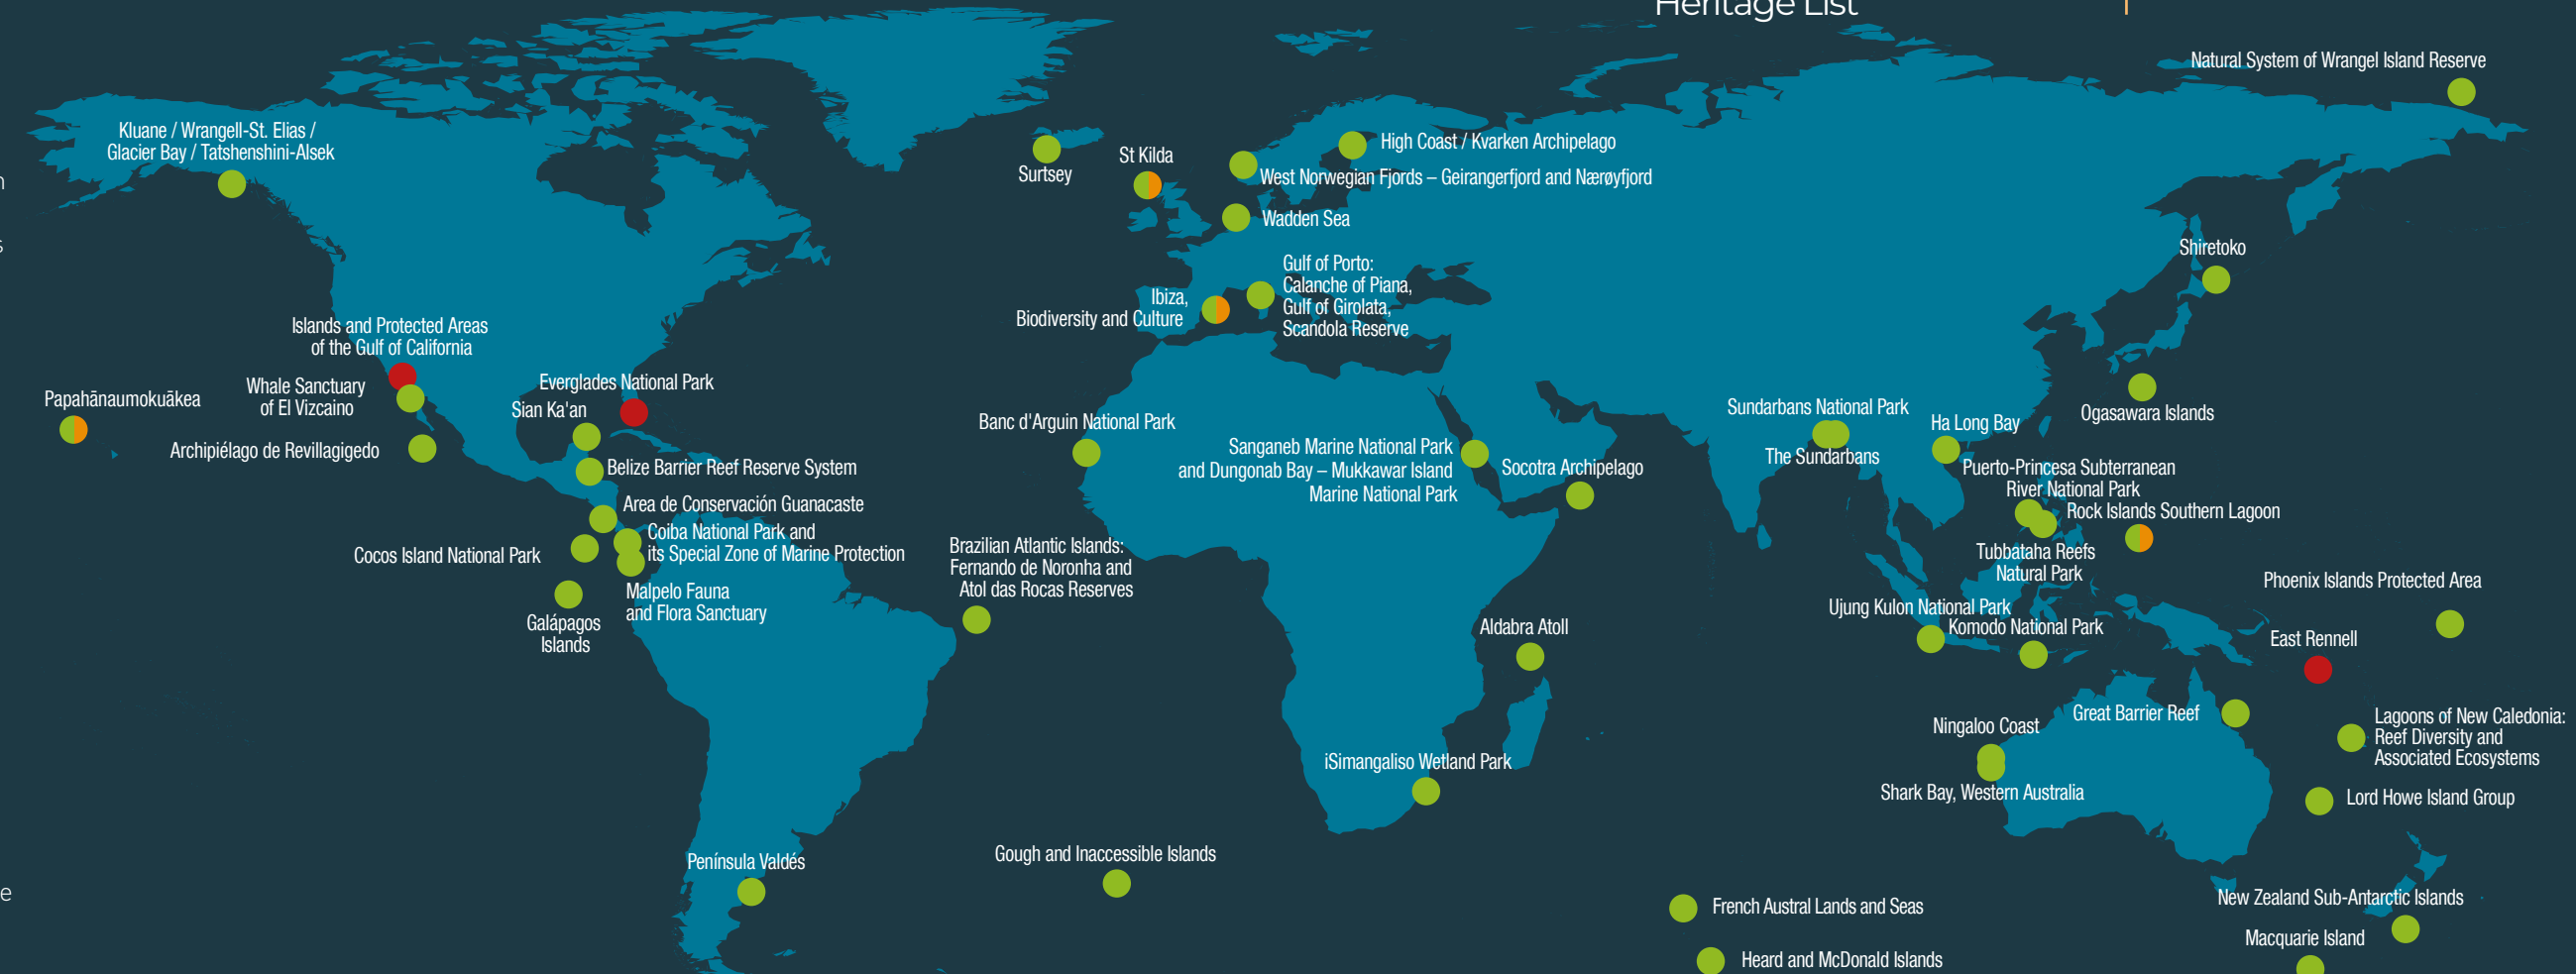 Heritage List
Natural System of Wrangel Island Reserve
Kluane / Wrangell-St. Elias /
Glacier Bay / Tatshenshini-Alsek
High Coast / Kvarken Archipelago
St Kilda
Surtsey
West Norwegian Fjords – Geirangerfjord and Nærøyfjord
Wadden Sea
Shiretoko
Gulf of Porto:
Calanche of Piana,
Gulf of Girolata,
Scandola Reserve
Ibiza,
Biodiversity and Culture
Islands and Protected Areas
of the Gulf of California
Whale Sanctuary
of El Vizcaino
Papahānaumokuākea
Archipiélago de Revillagigedo
Everglades National Park
Sian Ka'an
Belize Barrier Reef Reserve System
Area de Conservación Guanacaste
Coiba National Park and
its Special Zone of Marine Protection
Cocos Island National Park
Malpelo Fauna
and Flora Sanctuary
Galápagos
Islands
Banc d'Arguin National Park
Sanganeb Marine National Park
and Dungonab Bay – Mukkawar Island
Marine National Park
Socotra Archipelago
Brazilian Atlantic Islands:
Fernando de Noronha and
Atol das Rocas Reserves
Sundarbans National Park
The Sundarbans
Ha Long Bay
Ogasawara Islands
Puerto-Princesa Subterranean
River National Park
Rock Islands Southern Lagoon
Tubbataha Reefs
Natural Park
Phoenix Islands Protected Area
Ujung Kulon National Park
Komodo National Park
Aldabra Atoll
East Rennell
Great Barrier Reef
Lagoons of New Caledonia:
Reef Diversity and
Associated Ecosystems
Ningaloo Coast
Shark Bay, Western Australia
Lord Howe Island Group
iSimangaliso Wetland Park
Península Valdés
Gough and Inaccessible Islands
French Austral Lands and Seas
Heard and McDonald Islands
New Zealand Sub-Antarctic Islands
Macquarie Island
n
s
e